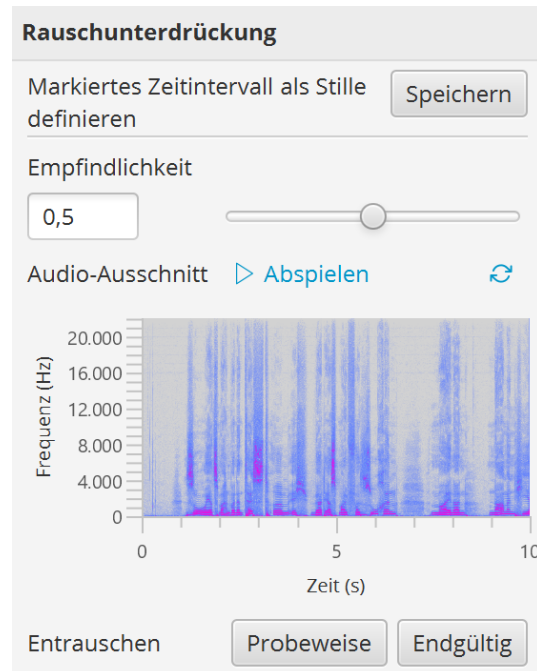 Rauschunterdrückung
Markiertes Zeitintervall als Stille
definieren
Speichern
Empfindlichkeit
0,5
Audio-Ausschnitt Abspielen
Frequenz (Hz)
20.000
16.000
12.000
8.000
4.000
0
0 5 10
Zeit (s)
Entrauschen Probeweise Endgültig